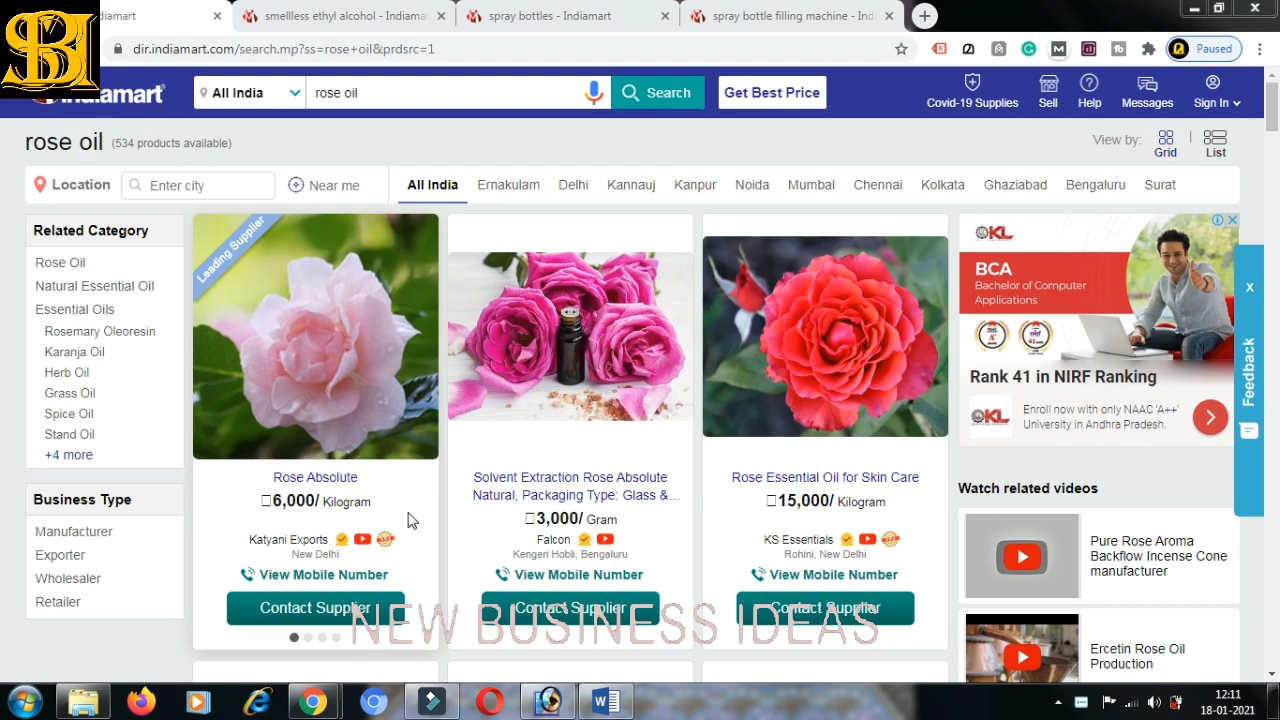 SBI
indiamart
smellless ethyl alcohol - Indiamart
spray bottles - Indiamart
spray bottle filling machine - Ind
dir.indiamart.com/search.mp?ss=rose+oil&prdsrc=1
Paused
indiamart
All India
rose oil
Search
Get Best Price
Covid-19 Supplies
Sell
Help
Messages
Sign In
rose oil (534 products available)
View by:
Grid
List
Location
Enter city
Near me
All India
Ernakulam
Delhi
Kannauj
Kanpur
Noida
Mumbai
Chennai
Kolkata
Ghaziabad
Bengaluru
Surat
Related Category
Rose Oil
Natural Essential Oil
Essential Oils
Rosemary Oleoresin
Karanja Oil
Herb Oil
Grass Oil
Spice Oil
Stand Oil
+4 more
Business Type
Manufacturer
Exporter
Wholesaler
Retailer
Leading Supplier
Rose Absolute
6,000/ Kilogram
Katyani Exports
New Delhi
View Mobile Number
Contact Supplier
Solvent Extraction Rose Absolute
Natural, Packaging Type: Glass &...
3,000/ Gram
Falcon
Kengeri Hobli, Bengaluru
View Mobile Number
Contact Supplier
Rose Essential Oil for Skin Care
15,000/ Kilogram
KS Essentials
Rohini, New Delhi
View Mobile Number
Contact Supplier
KL
BCA
Bachelor of Computer
Applications
Rank 41 in NIRF Ranking
KL
Enroll now with only NAAC 'A++'
University in Andhra Pradesh.
x
Feedback
Watch related videos
Pure Rose Aroma
Backflow Incense Cone
manufacturer
Ercetin Rose Oil
Production
NEW BUSINESS IDEAS
12:11
18-01-2021